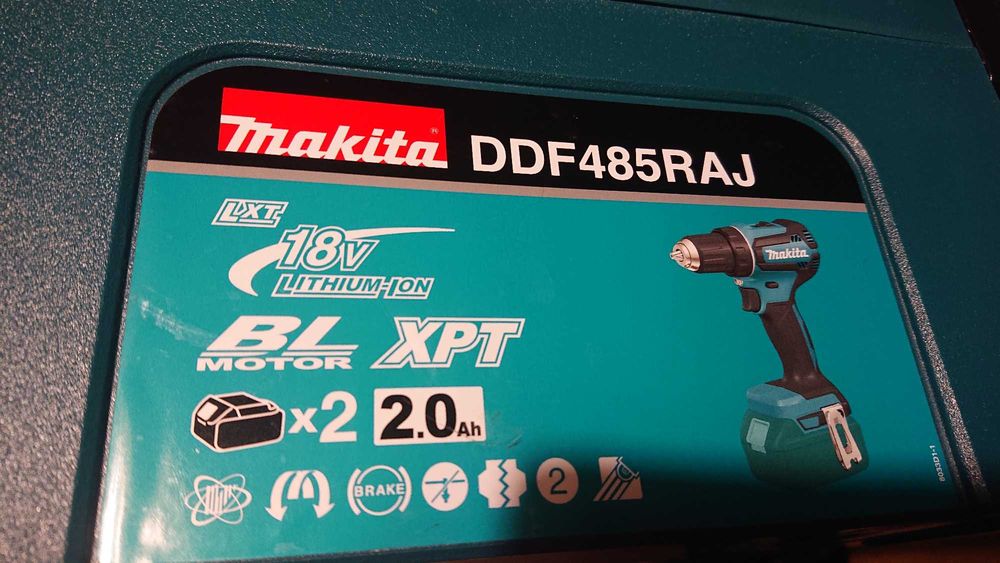 makita® DDF485RAJ
LXT
18V
LITHIUM-ION
BL
MOTOR
XPT
x2 2.0Ah
BRAKE
2
makita